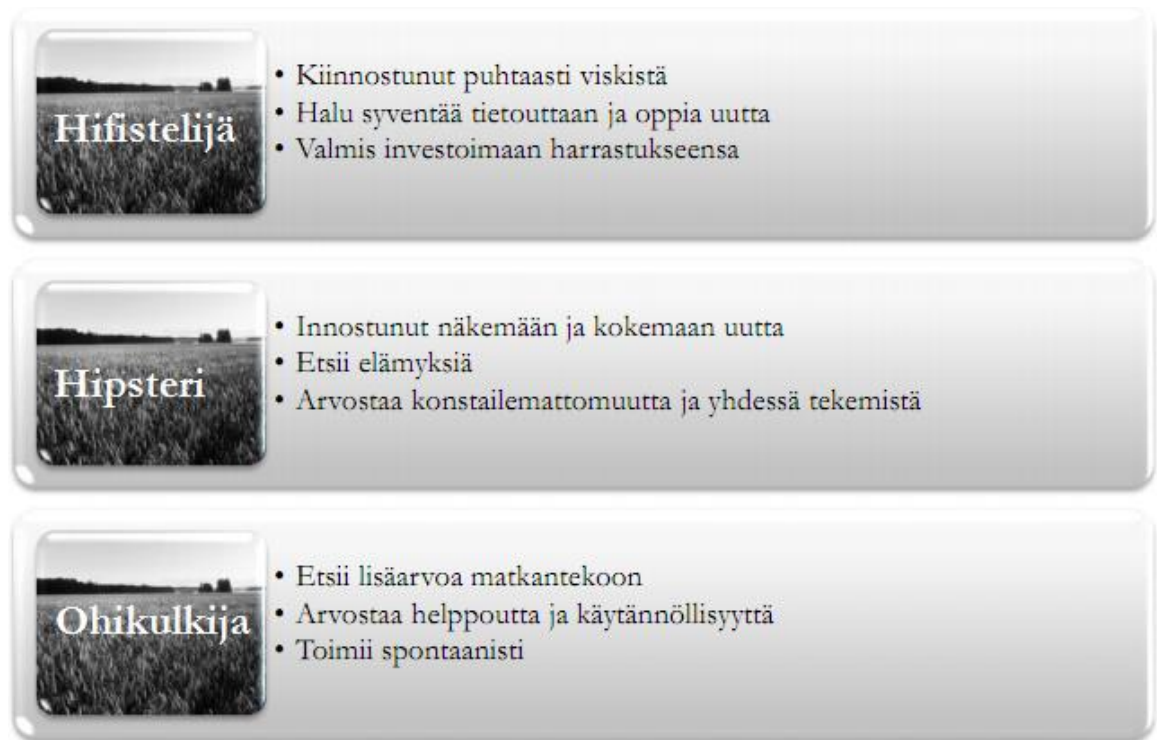 Hifistelijä
• Kiinnostunut puhtaasti viskistä
• Halu syventää tietouttaan ja oppia uutta
• Valmis investoimaan harrastukseensa
Hipsteri
• Innostunut näkemään ja kokemaan uutta
• Etsii elämyksiä
• Arvostaa konstailemattomuutta ja yhdessä tekemistä
Ohikulkija
• Etsii lisäarvoa matkantekoon
• Arvostaa helppoutta ja käytännöllisyyttä
• Toimii spontaanisti